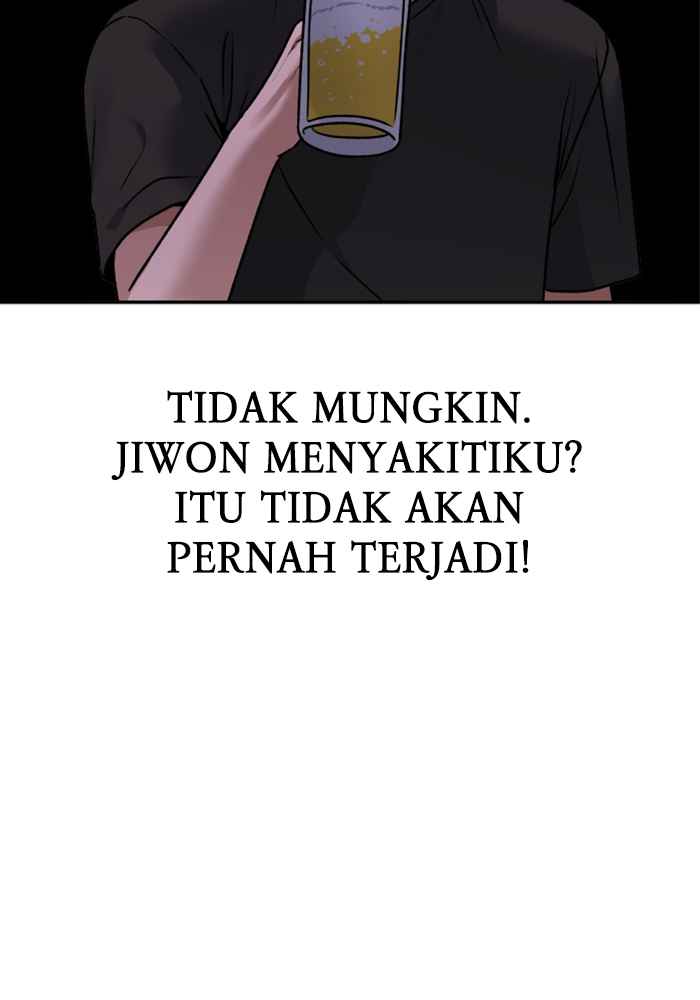 TIDAK MUNGKIN.
JIWON MENYAKITIKU?
ITU TIDAK AKAN
PERNAH TERJADI!